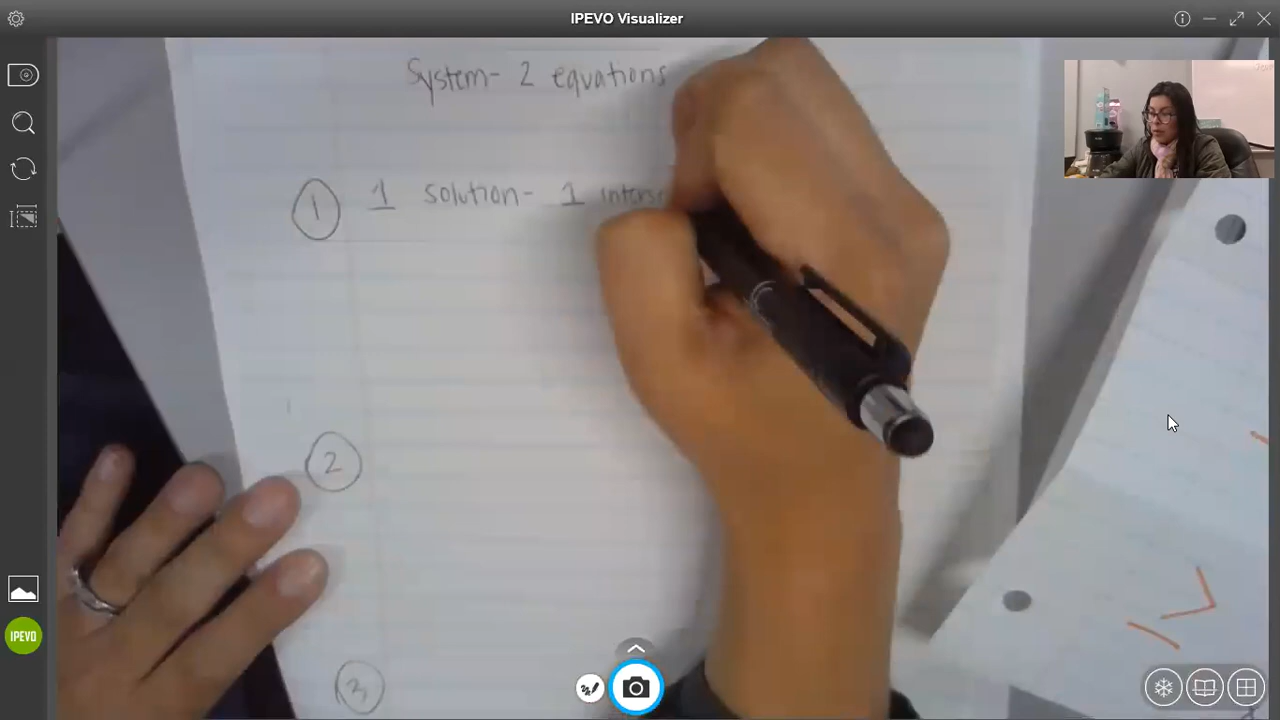 IPEVO Visualizer
System- 2 equations
① 1 solution- 1
②
③
IPEVO